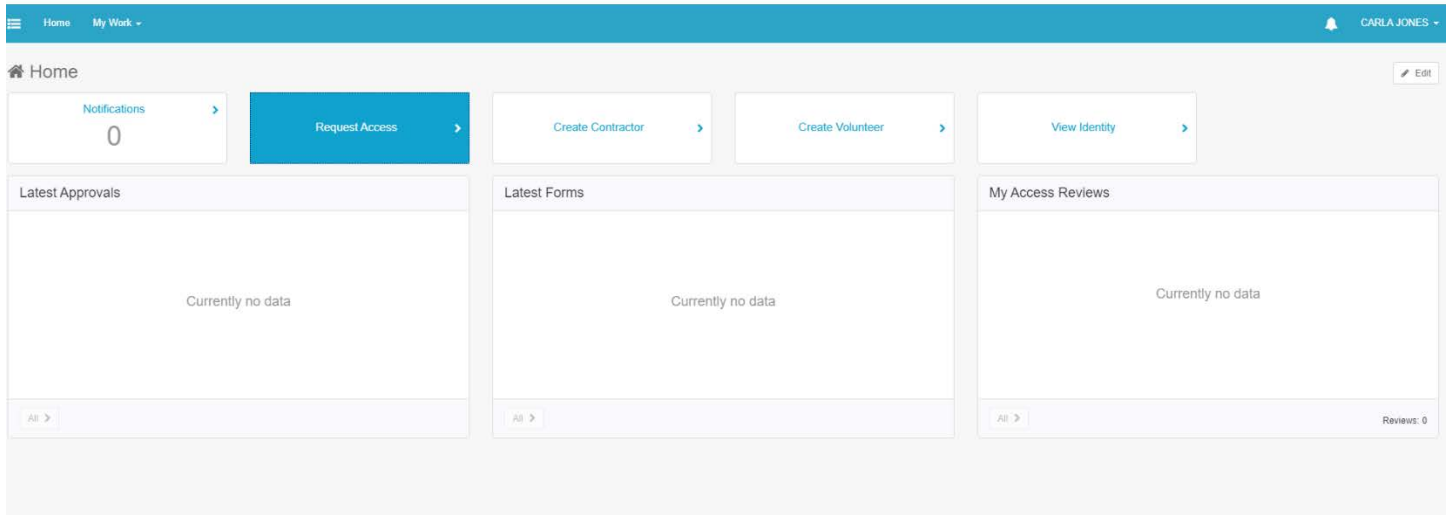 Home My Work CARLA JONES
Home Edit
Notifications
0
Request Access
Create Contractor
Create Volunteer
View Identity
Latest Approvals
Currently no data
All
Latest Forms
Currently no data
All
My Access Reviews
Currently no data
All Reviews: 0